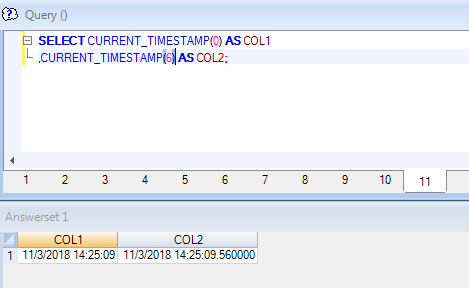 Query ()
SELECT CURRENT_TIMESTAMP(0) AS COL1
,CURRENT_TIMESTAMP(6) AS COL2;
1 2 3 4 5 6 7 8 9 10 11
Answerset 1
COL1 COL2
1 11/3/2018 14:25:09 11/3/2018 14:25:09.560000